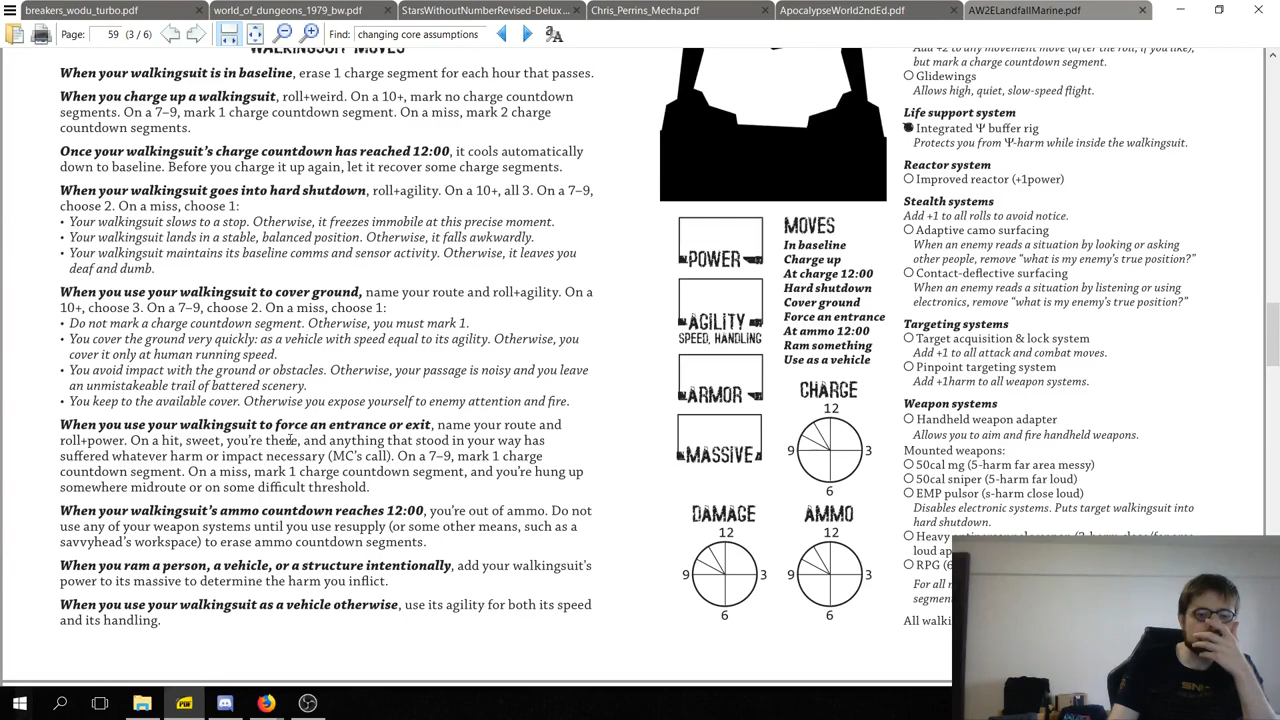 breakers_wodu_turbo.pdf
world_of_dungeons_1979_bw.pdf
StarsWithoutNumberRevised-Delux...
Chris_Perrins_Mecha.pdf
ApocalypseWorld2ndEd.pdf
AW2ELandfallMarine.pdf
Page: 59 (3 / 6)
Find: changing core assumptions
WALKINGSUIT MOVES
When your walkingsuit is in baseline, erase 1 charge segment for each hour that passes.
When you charge up a walkingsuit, roll+weird. On a 10+, mark no charge countdown
segments. On a 7–9, mark 1 charge countdown segment. On a miss, mark 2 charge
countdown segments.
Once your walkingsuit's charge countdown has reached 12:00, it cools automatically
down to baseline. Before you charge it up again, let it recover some charge segments.
When your walkingsuit goes into hard shutdown, roll+agility. On a 10+, all 3. On a 7–9,
choose 2. On a miss, choose 1:
• Your walkingsuit slows to a stop. Otherwise, it freezes immobile at this precise moment.
• Your walkingsuit lands in a stable, balanced position. Otherwise, it falls awkwardly.
• Your walkingsuit maintains its baseline comms and sensor activity. Otherwise, it leaves you
deaf and dumb.
When you use your walkingsuit to cover ground, name your route and roll+agility. On a
10+, choose 3. On a 7–9, choose 2. On a miss, choose 1:
• Do not mark a charge countdown segment. Otherwise, you must mark 1.
• You cover the ground very quickly: as a vehicle with speed equal to its agility. Otherwise, you
cover it only at human running speed.
• You avoid impact with the ground or obstacles. Otherwise, your passage is noisy and you leave
an unmistakeable trail of battered scenery.
• You keep to the available cover. Otherwise you expose yourself to enemy attention and fire.
When you use your walkingsuit to force an entrance or exit, name your route and
roll+power. On a hit, sweet, you're there, and anything that stood in your way has
suffered whatever harm or impact necessary (MC's call). On a 7–9, mark 1 charge
countdown segment. On a miss, mark 1 charge countdown segment, and you're hung up
somewhere midroute or on some difficult threshold.
When your walkingsuit's ammo countdown reaches 12:00, you're out of ammo. Do not
use any of your weapon systems until you use resupply (or some other means, such as a
savvyhead's workspace) to erase ammo countdown segments.
When you ram a person, a vehicle, or a structure intentionally, add your walkingsuit's
power to its massive to determine the harm you inflict.
When you use your walkingsuit as a vehicle otherwise, use its agility for both its speed
and its handling.
POWER
AGILITY
SPEED, HANDLING
ARMOR
MASSIVE
MOVES
In baseline
Charge up
At charge 12:00
Hard shutdown
Cover ground
Force an entrance
At ammo 12:00
Ram something
Use as a vehicle
CHARGE
12
9 3
6
DAMAGE
12
9 3
6
AMMO
12
9 3
6
Add +2 to any movement move (after the roll, if you like),
but mark a charge countdown segment.
Glidewings
Allows high, quiet, slow-speed flight.
Life support system
Integrated Ψ buffer rig
Protects you from Ψ-harm while inside the walkingsuit.
Reactor system
Improved reactor (+1power)
Stealth systems
Add +1 to all rolls to avoid notice.
Adaptive camo surfacing
When an enemy reads a situation by looking or asking
other people, remove “what is my enemy's true position?”
Contact-deflective surfacing
When an enemy reads a situation by listening or using
electronics, remove “what is my enemy's true position?”
Targeting systems
Target acquisition & lock system
Add +1 to all attack and combat moves.
Pinpoint targeting system
Add +1harm to all weapon systems.
Weapon systems
Handheld weapon adapter
Allows you to aim and fire handheld weapons.
Mounted weapons:
50cal mg (5-harm far area messy)
50cal sniper (5-harm far loud)
EMP pulsor (s-harm close loud)
Disables electronic systems. Puts target walkingsuit into
hard shutdown.
Heavy
loud
RPG (6
For all
segmen
All walki